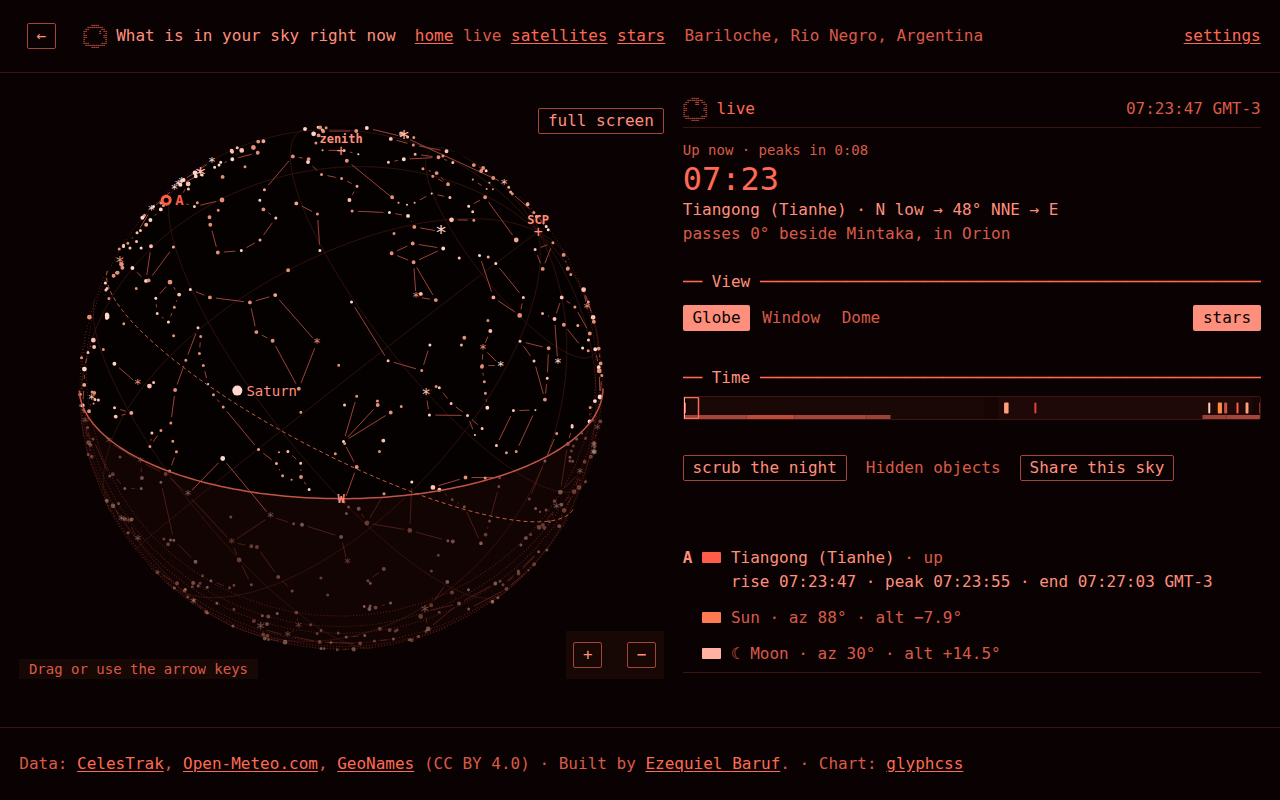 ←
What is in your sky right now home live satellites stars Bariloche, Rio Negro, Argentina settings
full screen
zenith
A
SCP
Saturn
W
Drag or use the arrow keys
+ −
live 07:23:47 GMT-3
Up now · peaks in 0:08
07:23
Tiangong (Tianhe) · N low → 48° NNE → E
passes 0° beside Mintaka, in Orion
View
Globe Window Dome stars
Time
scrub the night Hidden objects Share this sky
A Tiangong (Tianhe) · up
rise 07:23:47 · peak 07:23:55 · end 07:27:03 GMT-3
Sun · az 88° · alt −7.9°
☾ Moon · az 30° · alt +14.5°
Data: CelesTrak, Open-Meteo.com, GeoNames (CC BY 4.0) · Built by Ezequiel Baruf. · Chart: glyphcss